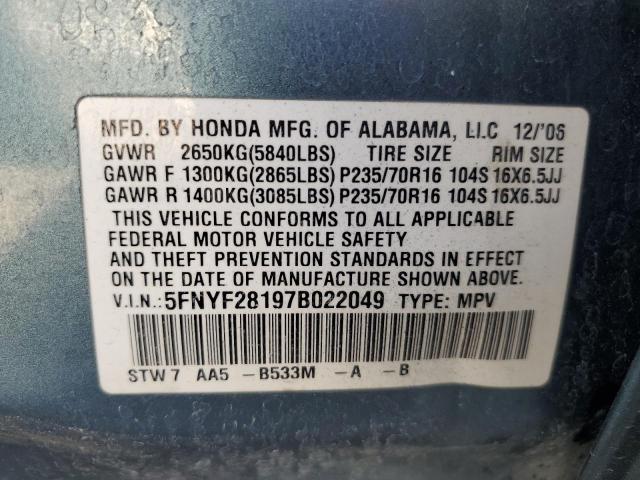 MFD. BY HONDA MFG. OF ALABAMA, LLC 12/'06
GVWR 2650KG(5840LBS) TIRE SIZE RIM SIZE
GAWR F 1300KG(2865LBS) P235/70R16 104S 16X6.5JJ
GAWR R 1400KG(3085LBS) P235/70R16 104S 16X6.5JJ
THIS VEHICLE CONFORMS TO ALL APPLICABLE
FEDERAL MOTOR VEHICLE SAFETY
AND THEFT PREVENTION STANDARDS IN EFFECT
ON THE DATE OF MANUFACTURE SHOWN ABOVE.
V.I.N.: 5FNYF28197B022049 TYPE: MPV
STW7 AA5 -B533M -A -B